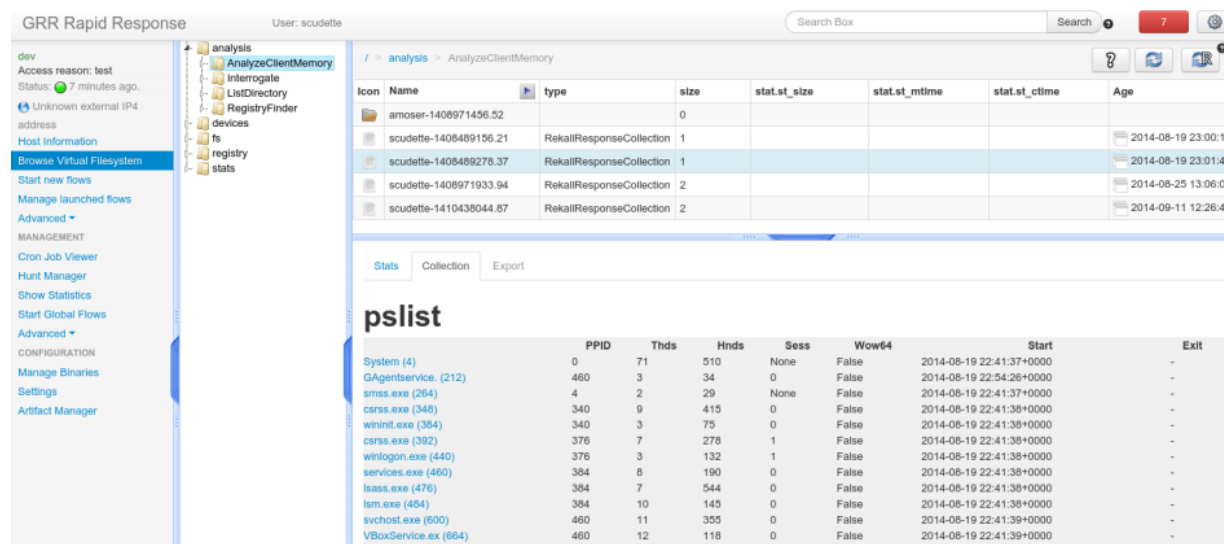 GRR Rapid Response
User: scudette
Search Box
Search
7
dev
Access reason: test
Status: 7 minutes ago.
Unknown external IP4
address
Host Information
Browse Virtual Filesystem
Start new flows
Manage launched flows
Advanced
MANAGEMENT
Cron Job Viewer
Hunt Manager
Show Statistics
Start Global Flows
Advanced
CONFIGURATION
Manage Binaries
Settings
Artifact Manager
analysis
AnalyzeClientMemory
Interrogate
ListDirectory
RegistryFinder
devices
fs
registry
stats
/ > analysis > AnalyzeClientMemory
Icon Name type size stat.st_size stat.st_mtime stat.st_ctime Age
amoser-1408971456.52 0
scudette-1408489156.21 RekallResponseCollection 1 2014-08-19 23:00:1
scudette-1408489278.37 RekallResponseCollection 1 2014-08-19 23:01:4
scudette-1408971933.94 RekallResponseCollection 2 2014-08-25 13:06:0
scudette-1410438044.87 RekallResponseCollection 2 2014-09-11 12:26:4
Stats Collection Export
pslist
PPID Thds Hnds Sess Wow64 Start Exit
System (4) 0 71 510 None False 2014-08-19 22:41:37+0000 -
GAgentservice. (212) 460 3 34 0 False 2014-08-19 22:54:26+0000 -
smss.exe (264) 4 2 29 None False 2014-08-19 22:41:37+0000 -
csrss.exe (348) 340 9 415 0 False 2014-08-19 22:41:38+0000 -
wininit.exe (384) 340 3 75 0 False 2014-08-19 22:41:38+0000 -
csrss.exe (392) 376 7 278 1 False 2014-08-19 22:41:38+0000 -
winlogon.exe (440) 376 3 132 1 False 2014-08-19 22:41:38+0000 -
services.exe (460) 384 8 190 0 False 2014-08-19 22:41:38+0000 -
lsass.exe (476) 384 7 544 0 False 2014-08-19 22:41:38+0000 -
lsm.exe (484) 384 10 145 0 False 2014-08-19 22:41:38+0000 -
svchost.exe (600) 460 11 355 0 False 2014-08-19 22:41:39+0000 -
VBoxService.ex (664) 460 12 118 0 False 2014-08-19 22:41:39+0000 -